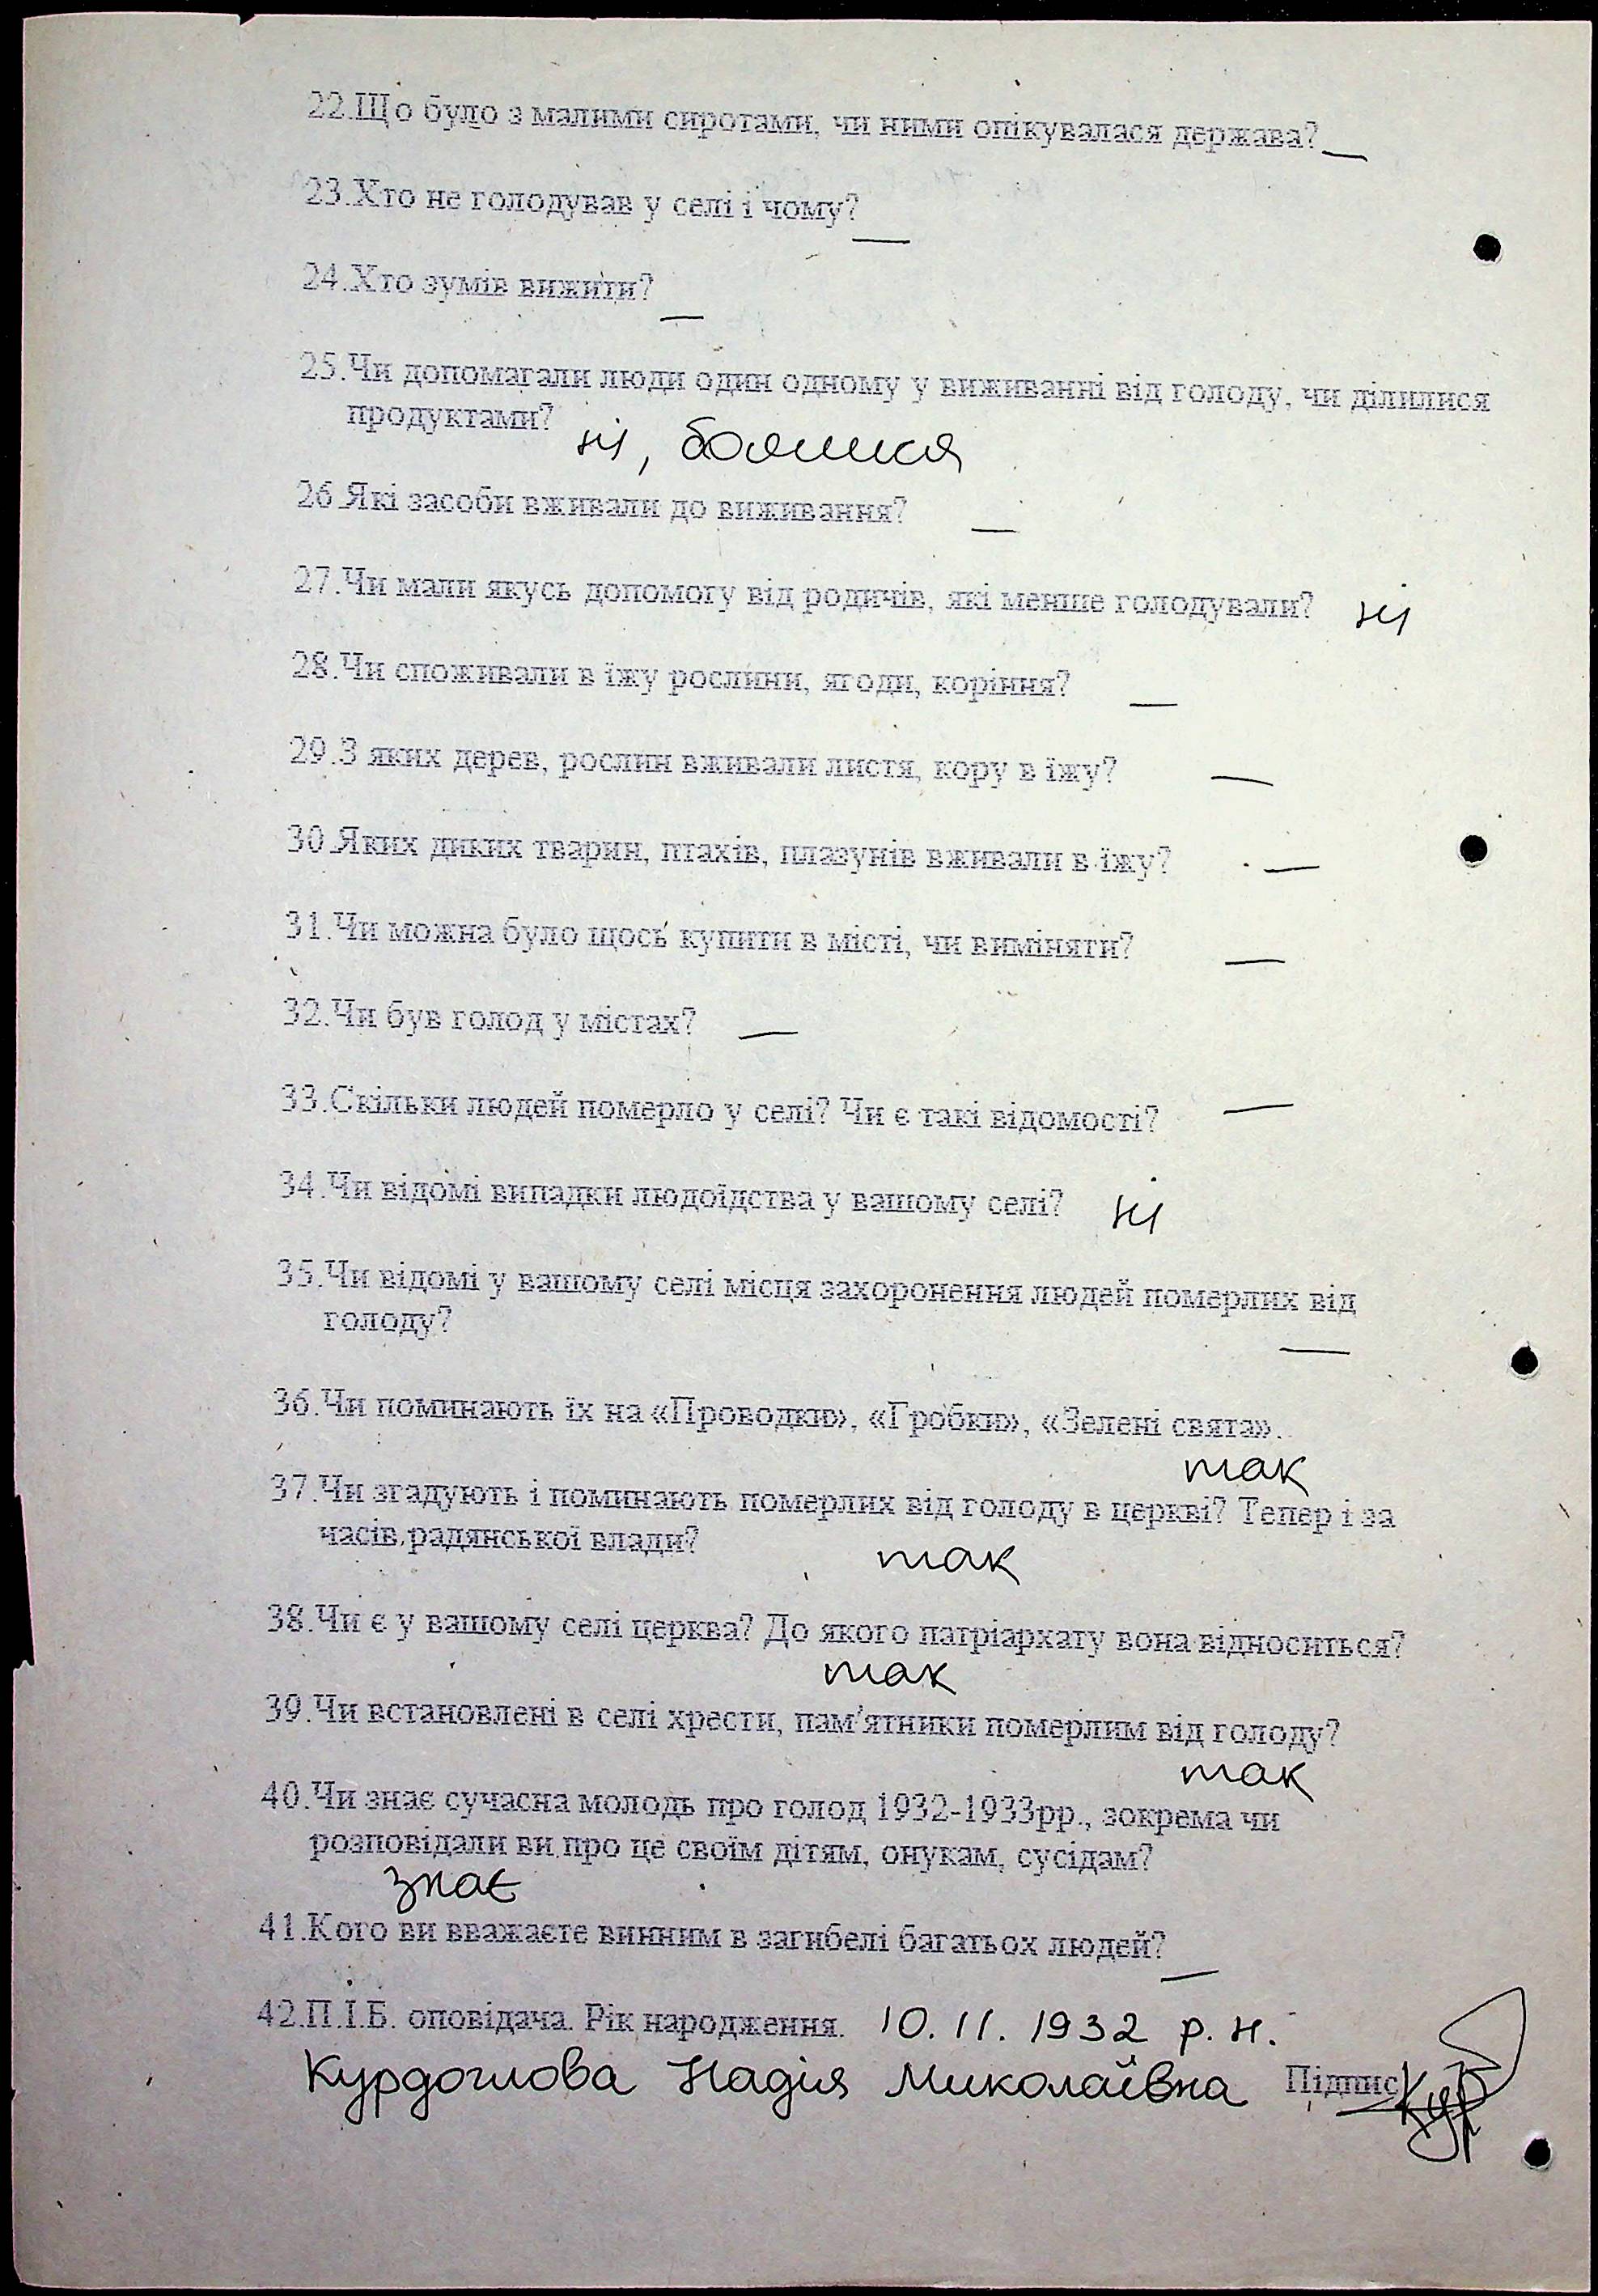 22.Що було з малими сиротами, чи ними опікувалася держава? —
23.Хто не голодував у селі і чому? —
24.Хто зумів вижити? —
25.Чи допомагали люди один одному у виживанні від голоду, чи ділилися
продуктами? ні, боялися
26.Які засоби вживали до виживання? —
27.Чи мали якусь допомогу від родичів, які менше голодували? ні
28.Чи споживали в їжу рослини, ягоди, коріння? —
29.З яких дерев, рослин вживали листя, кору в їжу? —
30.Яких диких тварин, птахів, плазунів вживали в їжу? —
31.Чи можна було щось купити в місті, чи виміняти? —
32.Чи був голод у містах? —
33.Скільки людей померло у селі? Чи є такі відомості? —
34.Чи відомі випадки людоїдства у вашому селі? ні
35.Чи відомі у вашому селі місця захоронення людей померлих від
голоду? —
36.Чи поминають їх на «Проводки», «Гробки», «Зелені свята».
так
37.Чи згадують і поминають померлих від голоду в церкві? Тепер і за
часів радянської влади? так
38.Чи є у вашому селі церква? До якого патріархату вона відноситься?
так
39.Чи встановлені в селі хрести, пам'ятники померлим від голоду?
так
40.Чи знає сучасна молодь про голод 1932-1933рр., зокрема чи
розповідали ви про це своїм дітям, онукам, сусідам?
знає
41.Кого ви вважаєте винним в загибелі багатьох людей? —
42.П.І.Б. оповідача. Рік народження. 10.11.1932 р.н.
Курдоглова Надія Миколаївна Підпис Кур